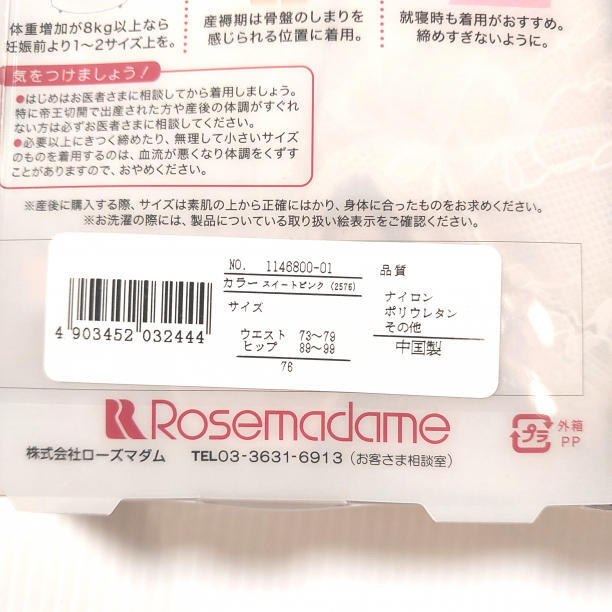 体重増加が8kg以上なら
妊娠前より1〜2サイズ上を。
産褥期は骨盤のしまりを
感じられる位置に着用。
就寝時も着用がおすすめ。
締めすぎないように。
気をつけましょう!
●はじめはお医者さまに相談してから着用しましょう。
特に帝王切開で出産された方や産後の体調がすぐれ
ない方は必ずお医者さまに相談してください。
●必要以上にきつく締めたり、無理して小さいサイズ
のものを着用するのは、血流が悪くなり体調をくずす
ことがありますので、おやめください。
※産後に購入する際、サイズは素肌の上から正確にはかり、身体に合ったものをお求めください。
※お洗濯の際には、製品についている取り扱い絵表示をご確認ください。
NO. 1146800-01
カラー スイートピンク (2575)
サイズ
ウエスト 73〜79
ヒップ 89〜99
76
品質
ナイロン
ポリウレタン
その他
中国製
4 903452 032444
Rosemadame
株式会社ローズマダム TEL03-3631-6913 (お客さま相談室)
プラ
外箱
PP